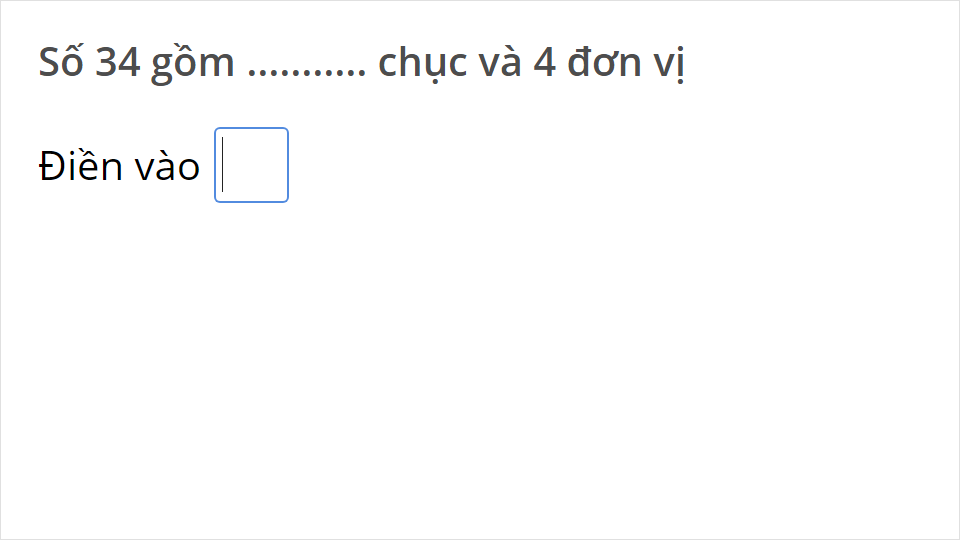 Số 34 gồm ........... chục và 4 đơn vị
Điền vào